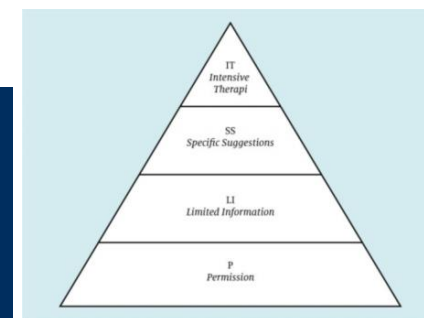 IT
Intensive
Therapi
SS
Specific Suggestions
LI
Limited Information
P
Permission